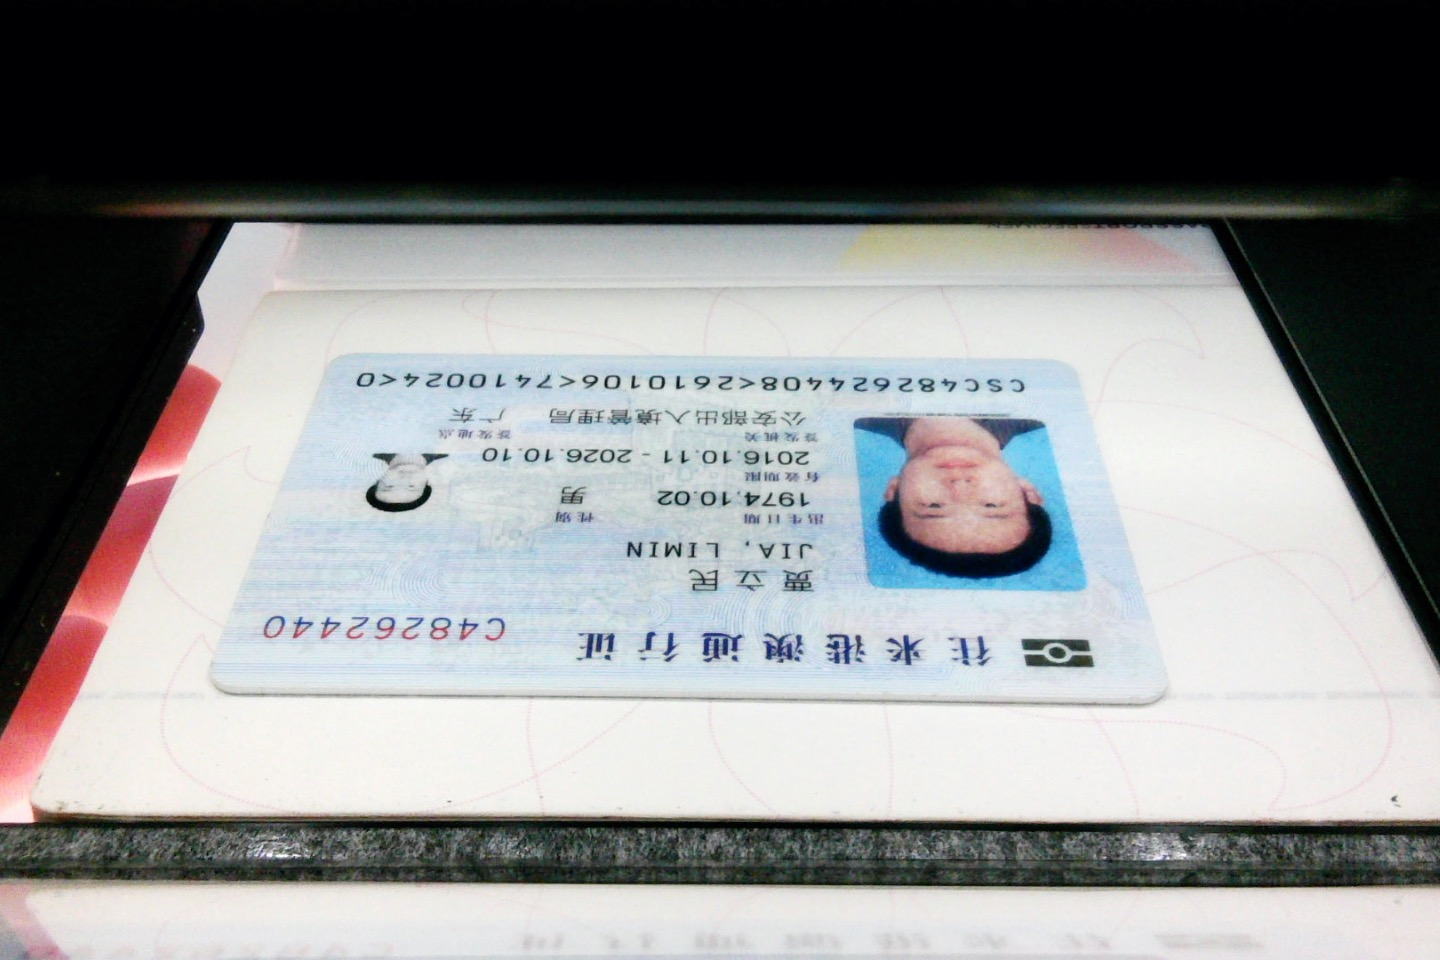 往来港澳通行证 C48262440
贾立民
JIA, LIMIN
出生日期 性别
1974.10.02 男
有效期限
2016.10.11 - 2026.10.10
签发机关 签发地点
公安部出入境管理局 广东
CSC482624408<2610106<7410024<0